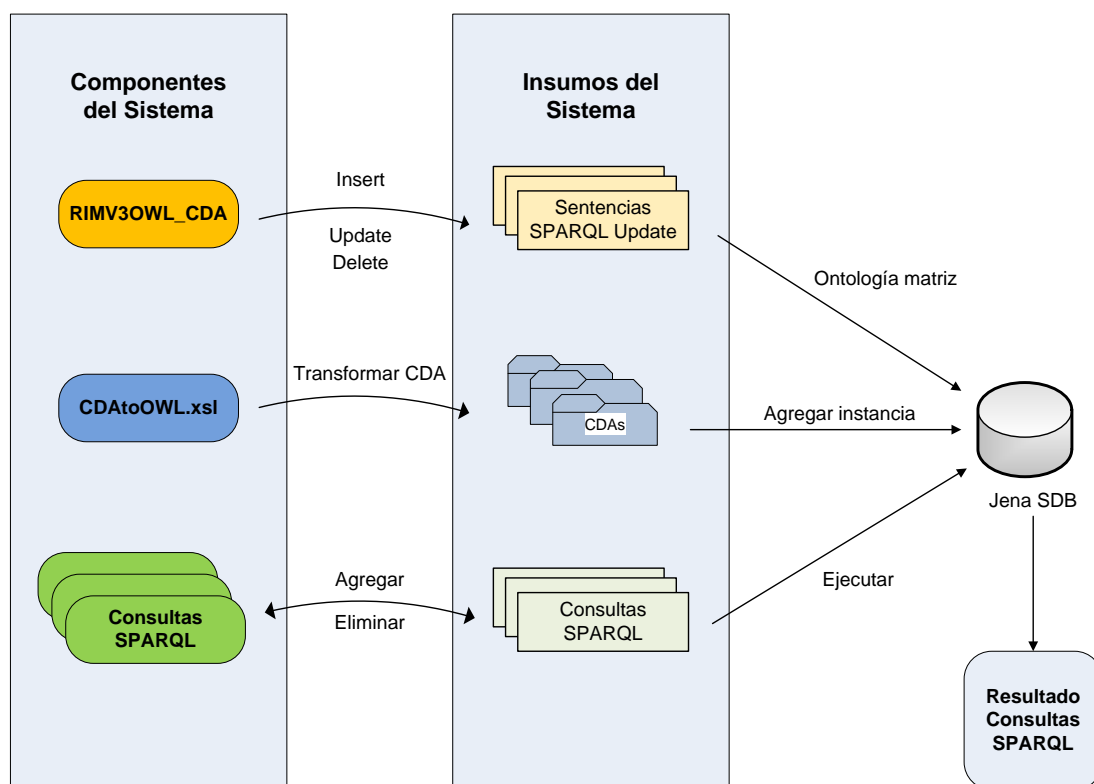 Componentes
del Sistema
Insumos del
Sistema
RIMV3OWL_CDA
Insert
Update
Delete
Sentencias
SPARQL Update
Ontología matriz
CDAtoOWL.xsl
Transformar CDA
CDAs
Agregar instancia
Jena SDB
Consultas
SPARQL
Agregar
Eliminar
Consultas
SPARQL
Ejecutar
Resultado
Consultas
SPARQL